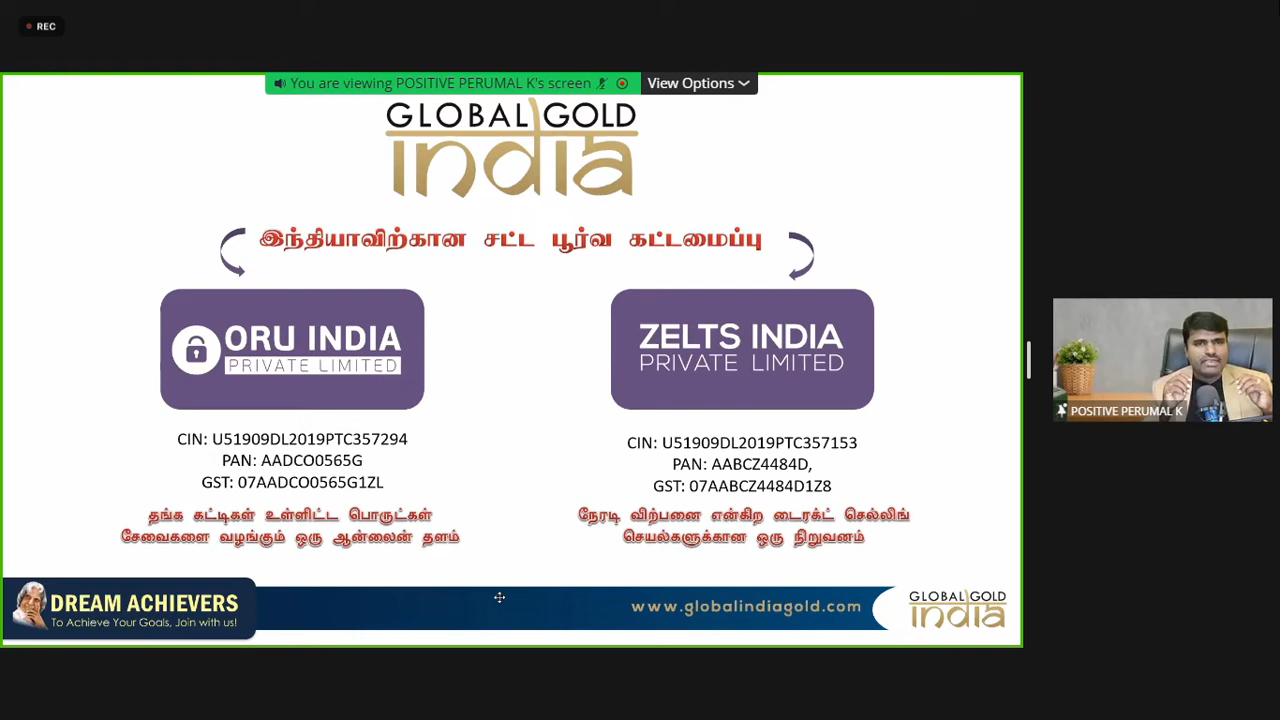 REC
You are viewing POSITIVE PERUMAL K's screen
View Options
GLOBAL GOLD
india
இந்தியாவிற்கான சட்ட பூர்வ கட்டமைப்பு
ORU INDIA
PRIVATE LIMITED
ZELTS INDIA
PRIVATE LIMITED
CIN: U51909DL2019PTC357294
PAN: AADCO0565G
GST: 07AADCO0565G1ZL
CIN: U51909DL2019PTC357153
PAN: AABCZ4484D,
GST: 07AABCZ4484D1Z8
தங்க கட்டிகள் உள்ளிட்ட பொருட்கள்
சேவைகளை வழங்கும் ஒரு ஆன்லைன் தளம்
நேரடி விற்பனை என்கிற டைரக்ட் செல்லிங்
செயல்களுக்கான ஒரு நிறுவனம்
POSITIVE PERUMAL K
DREAM ACHIEVERS
To Achieve Your Goals, Join with us!
www.globalindiagold.com
GLOBAL GOLD
india